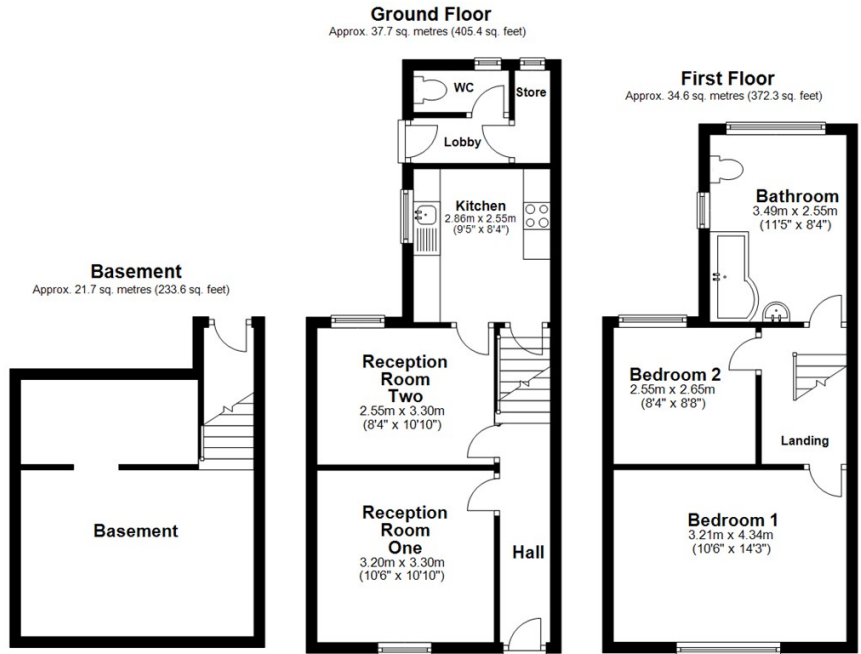 Ground Floor
Approx. 37.7 sq. metres (405.4 sq. feet)
WC
Store
Lobby
Kitchen
2.86m x 2.55m
(9'5" x 8'4")
Reception
Room
Two
2.55m x 3.30m
(8'4" x 10'10")
Reception
Room
One
3.20m x 3.30m
(10'6" x 10'10")
Hall
First Floor
Approx. 34.6 sq. metres (372.3 sq. feet)
Bathroom
3.49m x 2.55m
(11'5" x 8'4")
Bedroom 2
2.55m x 2.65m
(8'4" x 8'8")
Landing
Bedroom 1
3.21m x 4.34m
(10'6" x 14'3")
Basement
Approx. 21.7 sq. metres (233.6 sq. feet)
Basement